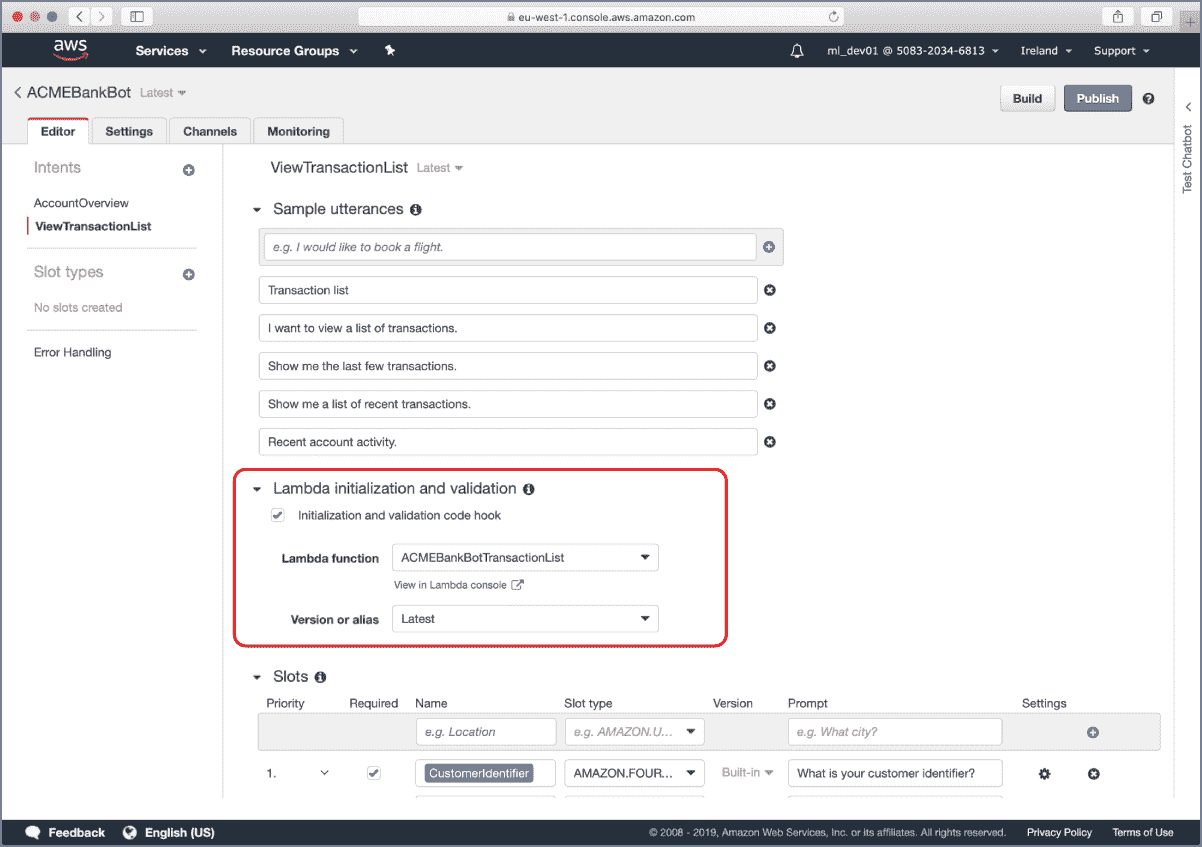 eu-west-1.console.aws.amazon.com
aws Services Resource Groups ml_dev01 @ 5083-2034-6813 Ireland Support
ACMEBankBot Latest Build Publish
Editor Settings Channels Monitoring
Test Chatbot
Intents
AccountOverview
ViewTransactionList
Slot types
No slots created
Error Handling
ViewTransactionList Latest
Sample utterances
e.g. I would like to book a flight.
Transaction list
I want to view a list of transactions.
Show me the last few transactions.
Show me a list of recent transactions.
Recent account activity.
Lambda initialization and validation
Initialization and validation code hook
Lambda function ACMEBankBotTransactionList
View in Lambda console
Version or alias Latest
Slots
Priority Required Name Slot type Version Prompt Settings
e.g. Location e.g. AMAZON.U... e.g. What city?
1. CustomerIdentifier AMAZON.FOUR... Built-in What is your customer identifier?
Feedback English (US) © 2008 - 2019, Amazon Web Services, Inc. or its affiliates. All rights reserved. Privacy Policy Terms of Use